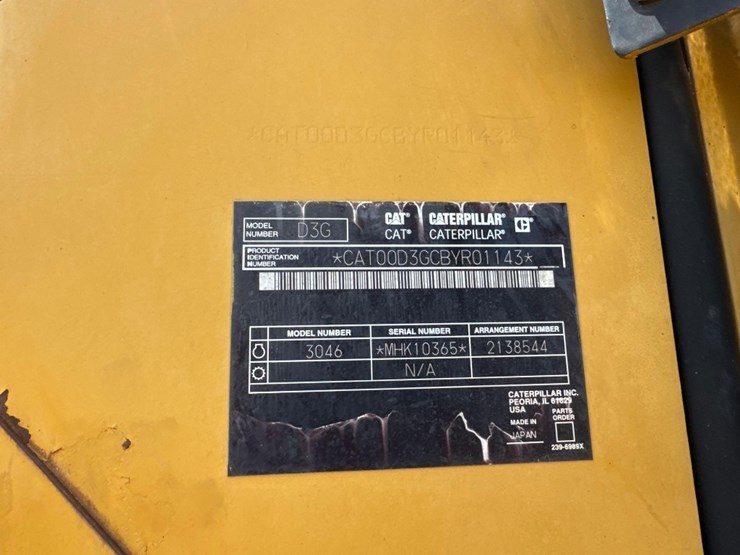 *CAT00D3GCBYR01143*
MODEL NUMBER D3G
CAT® CATERPILLAR®
CAT® CATERPILLAR®
PRODUCT IDENTIFICATION NUMBER *CAT00D3GCBYR01143*
MODEL NUMBER SERIAL NUMBER ARRANGEMENT NUMBER
3046 *MHK10365* 2138544
N/A
CATERPILLAR INC.
PEORIA, IL 61629
USA
MADE IN JAPAN
PARTS ORDER
239-6989X